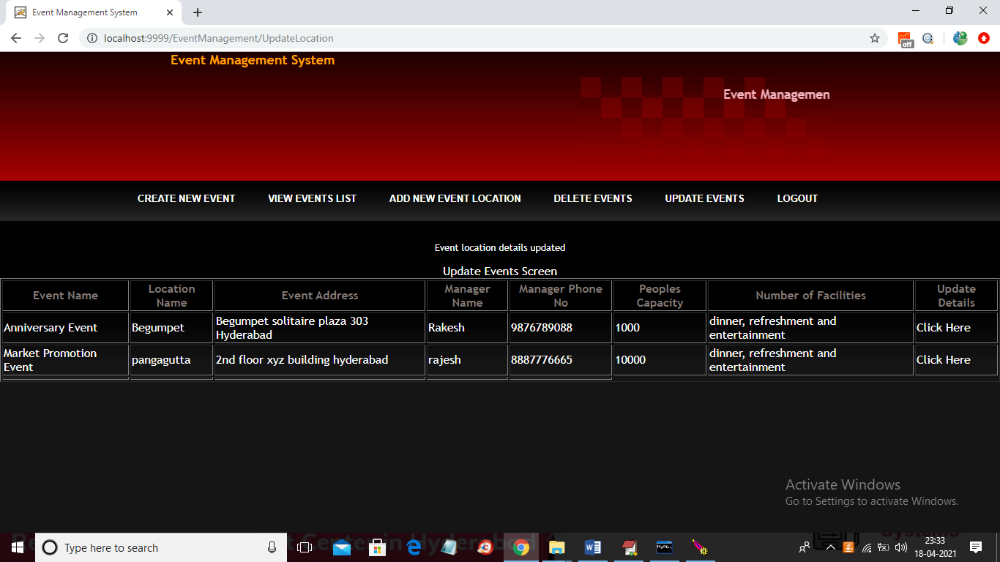 Event Management System
localhost:9999/EventManagement/UpdateLocation
off
Event Management System
Event Managemen
CREATE NEW EVENT VIEW EVENTS LIST ADD NEW EVENT LOCATION DELETE EVENTS UPDATE EVENTS LOGOUT
Event location details updated
Update Events Screen
Event Name Location Name Event Address Manager Name Manager Phone No Peoples Capacity Number of Facilities Update Details
Anniversary Event Begumpet Begumpet solitaire plaza 303 Hyderabad Rakesh 9876789088 1000 dinner, refreshment and entertainment Click Here
Market Promotion Event pangagutta 2nd floor xyz building hyderabad rajesh 8887776665 10000 dinner, refreshment and entertainment Click Here
Activate Windows
Go to Settings to activate Windows.
Type here to search
MySQL
23:33
18-04-2021